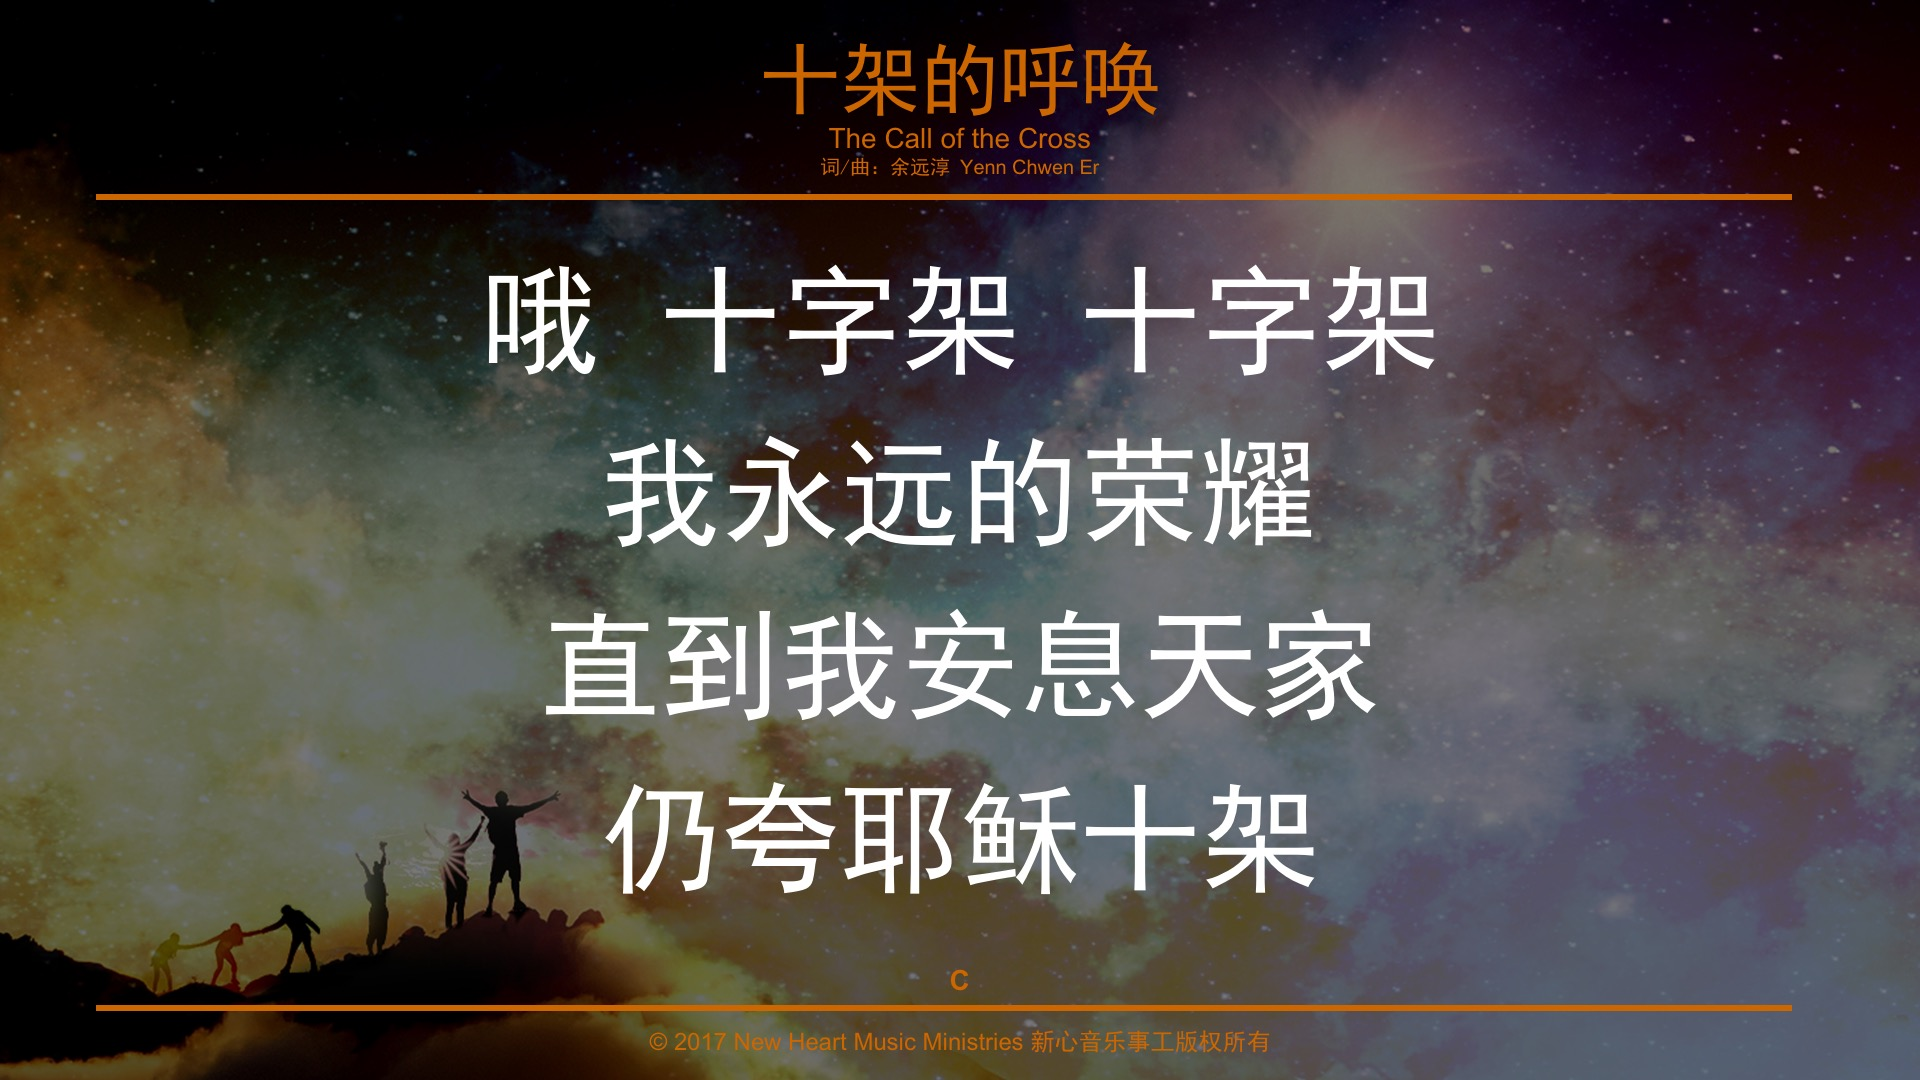 十架的呼唤
The Call of the Cross
词/曲：余远淳 Yenn Chwen Er
哦 十字架 十字架
我永远的荣耀
直到我安息天家
仍夸耶稣十架
C
© 2017 New Heart Music Ministries 新心音乐事工版权所有